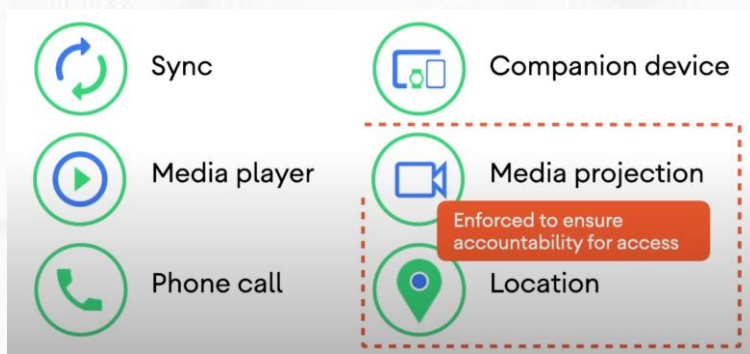 Sync
Companion device
Media player
Media projection
Enforced to ensure
accountability for access
Phone call
Location